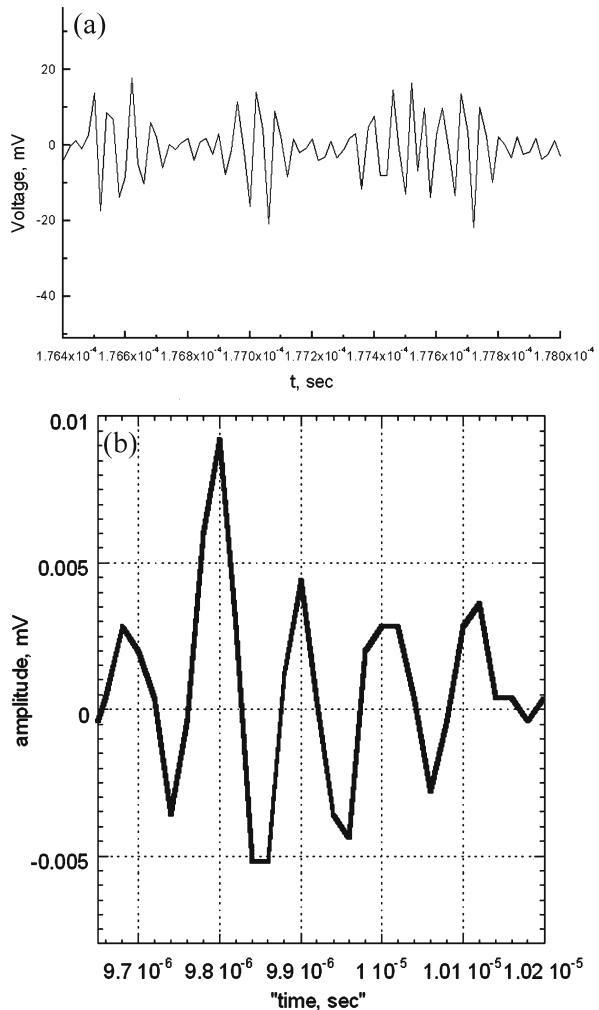 (a)
Voltage, mV
20
0
-20
-40
1.764x10⁻⁴ 1.766x10⁻⁴ 1.768x10⁻⁴ 1.770x10⁻⁴ 1.772x10⁻⁴ 1.774x10⁻⁴ 1.776x10⁻⁴ 1.778x10⁻⁴ 1.780x10⁻⁴
t, sec
(b)
amplitude, mV
0.01
0.005
0
-0.005
9.7 10⁻⁶ 9.8 10⁻⁶ 9.9 10⁻⁶ 1 10⁻⁵ 1.01 10⁻⁵ 1.02 10⁻⁵
"time, sec"